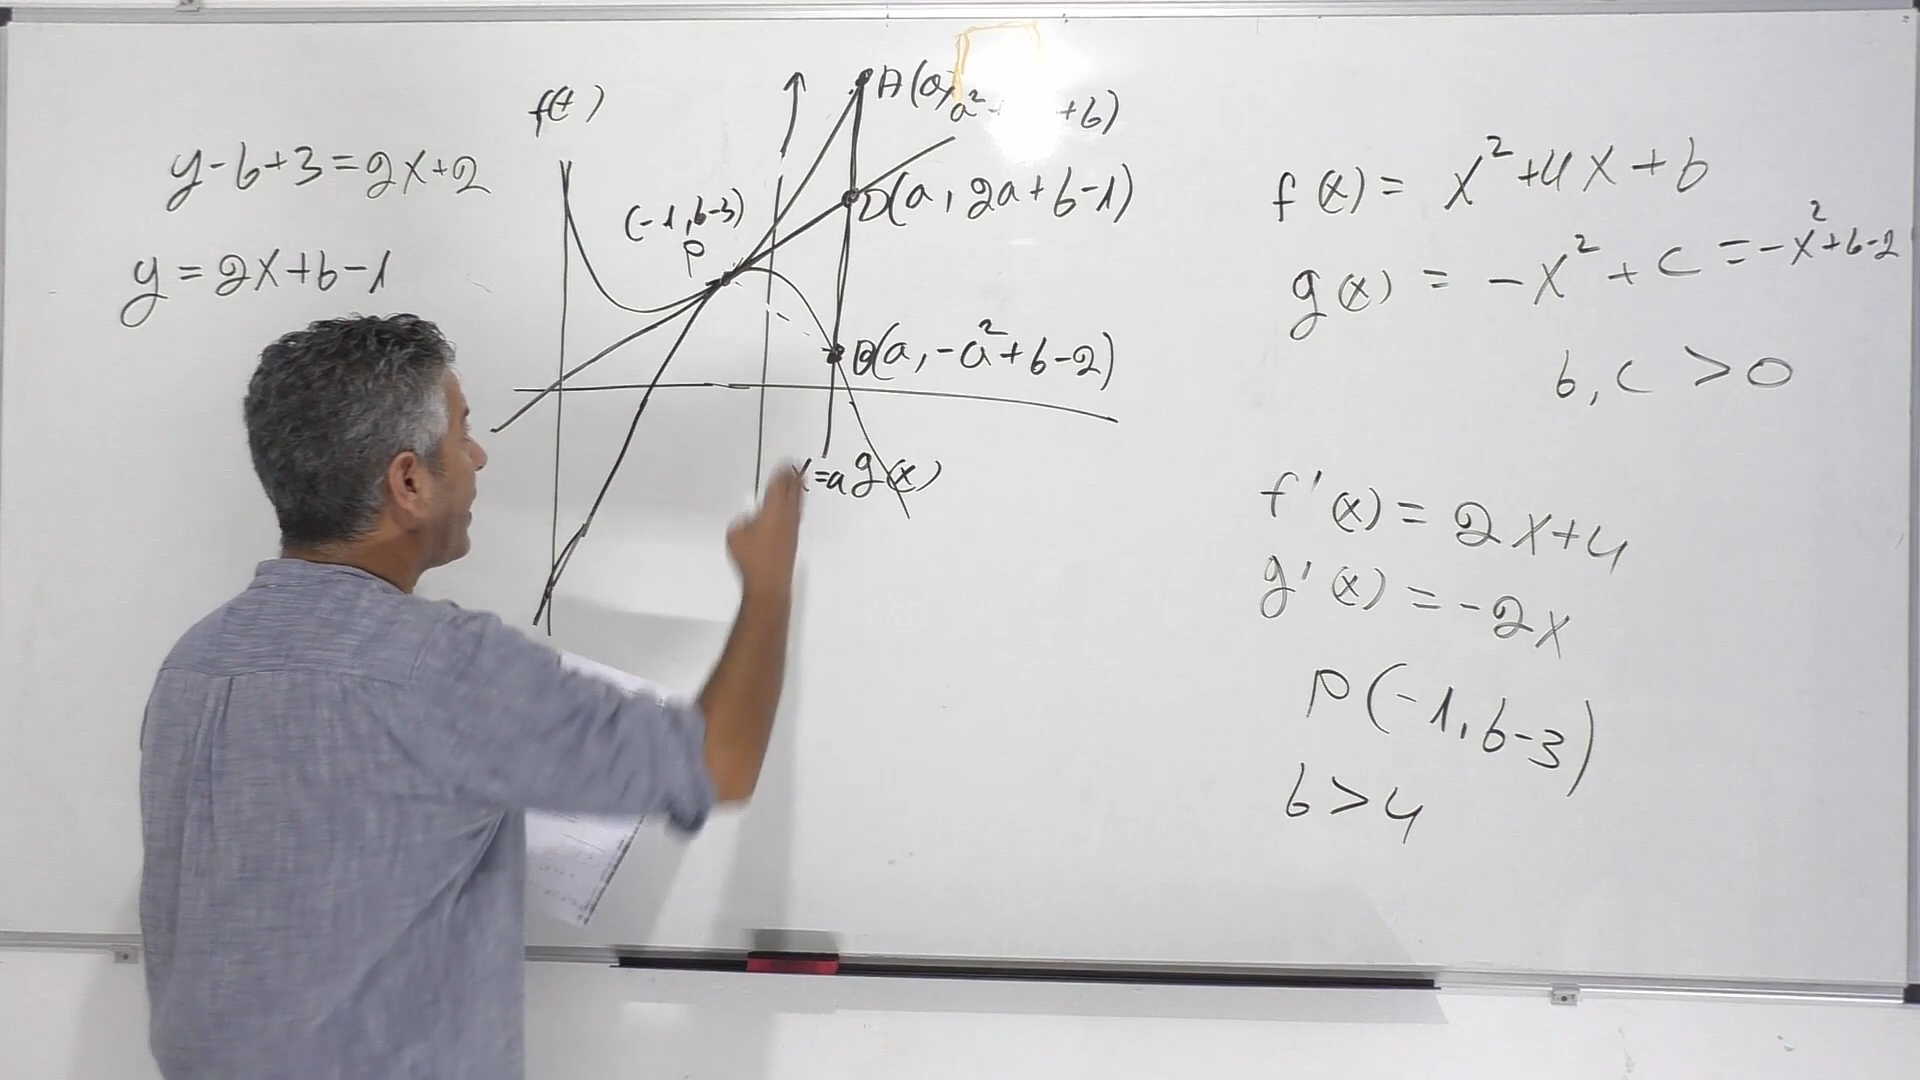 y-b+3=2x+2
y=2x+b-1
f(x)
A(a, a²+ +b)
(-1, b-3)
P
D(a, 2a+b-1)
B(a, -a²+b-2)
x=a g(x)
f(x) = x²+4x+b
g(x) = -x²+c = -x²+b-2
b, c > 0
f'(x) = 2x+4
g'(x) = -2x
P(-1, b-3)
b>4